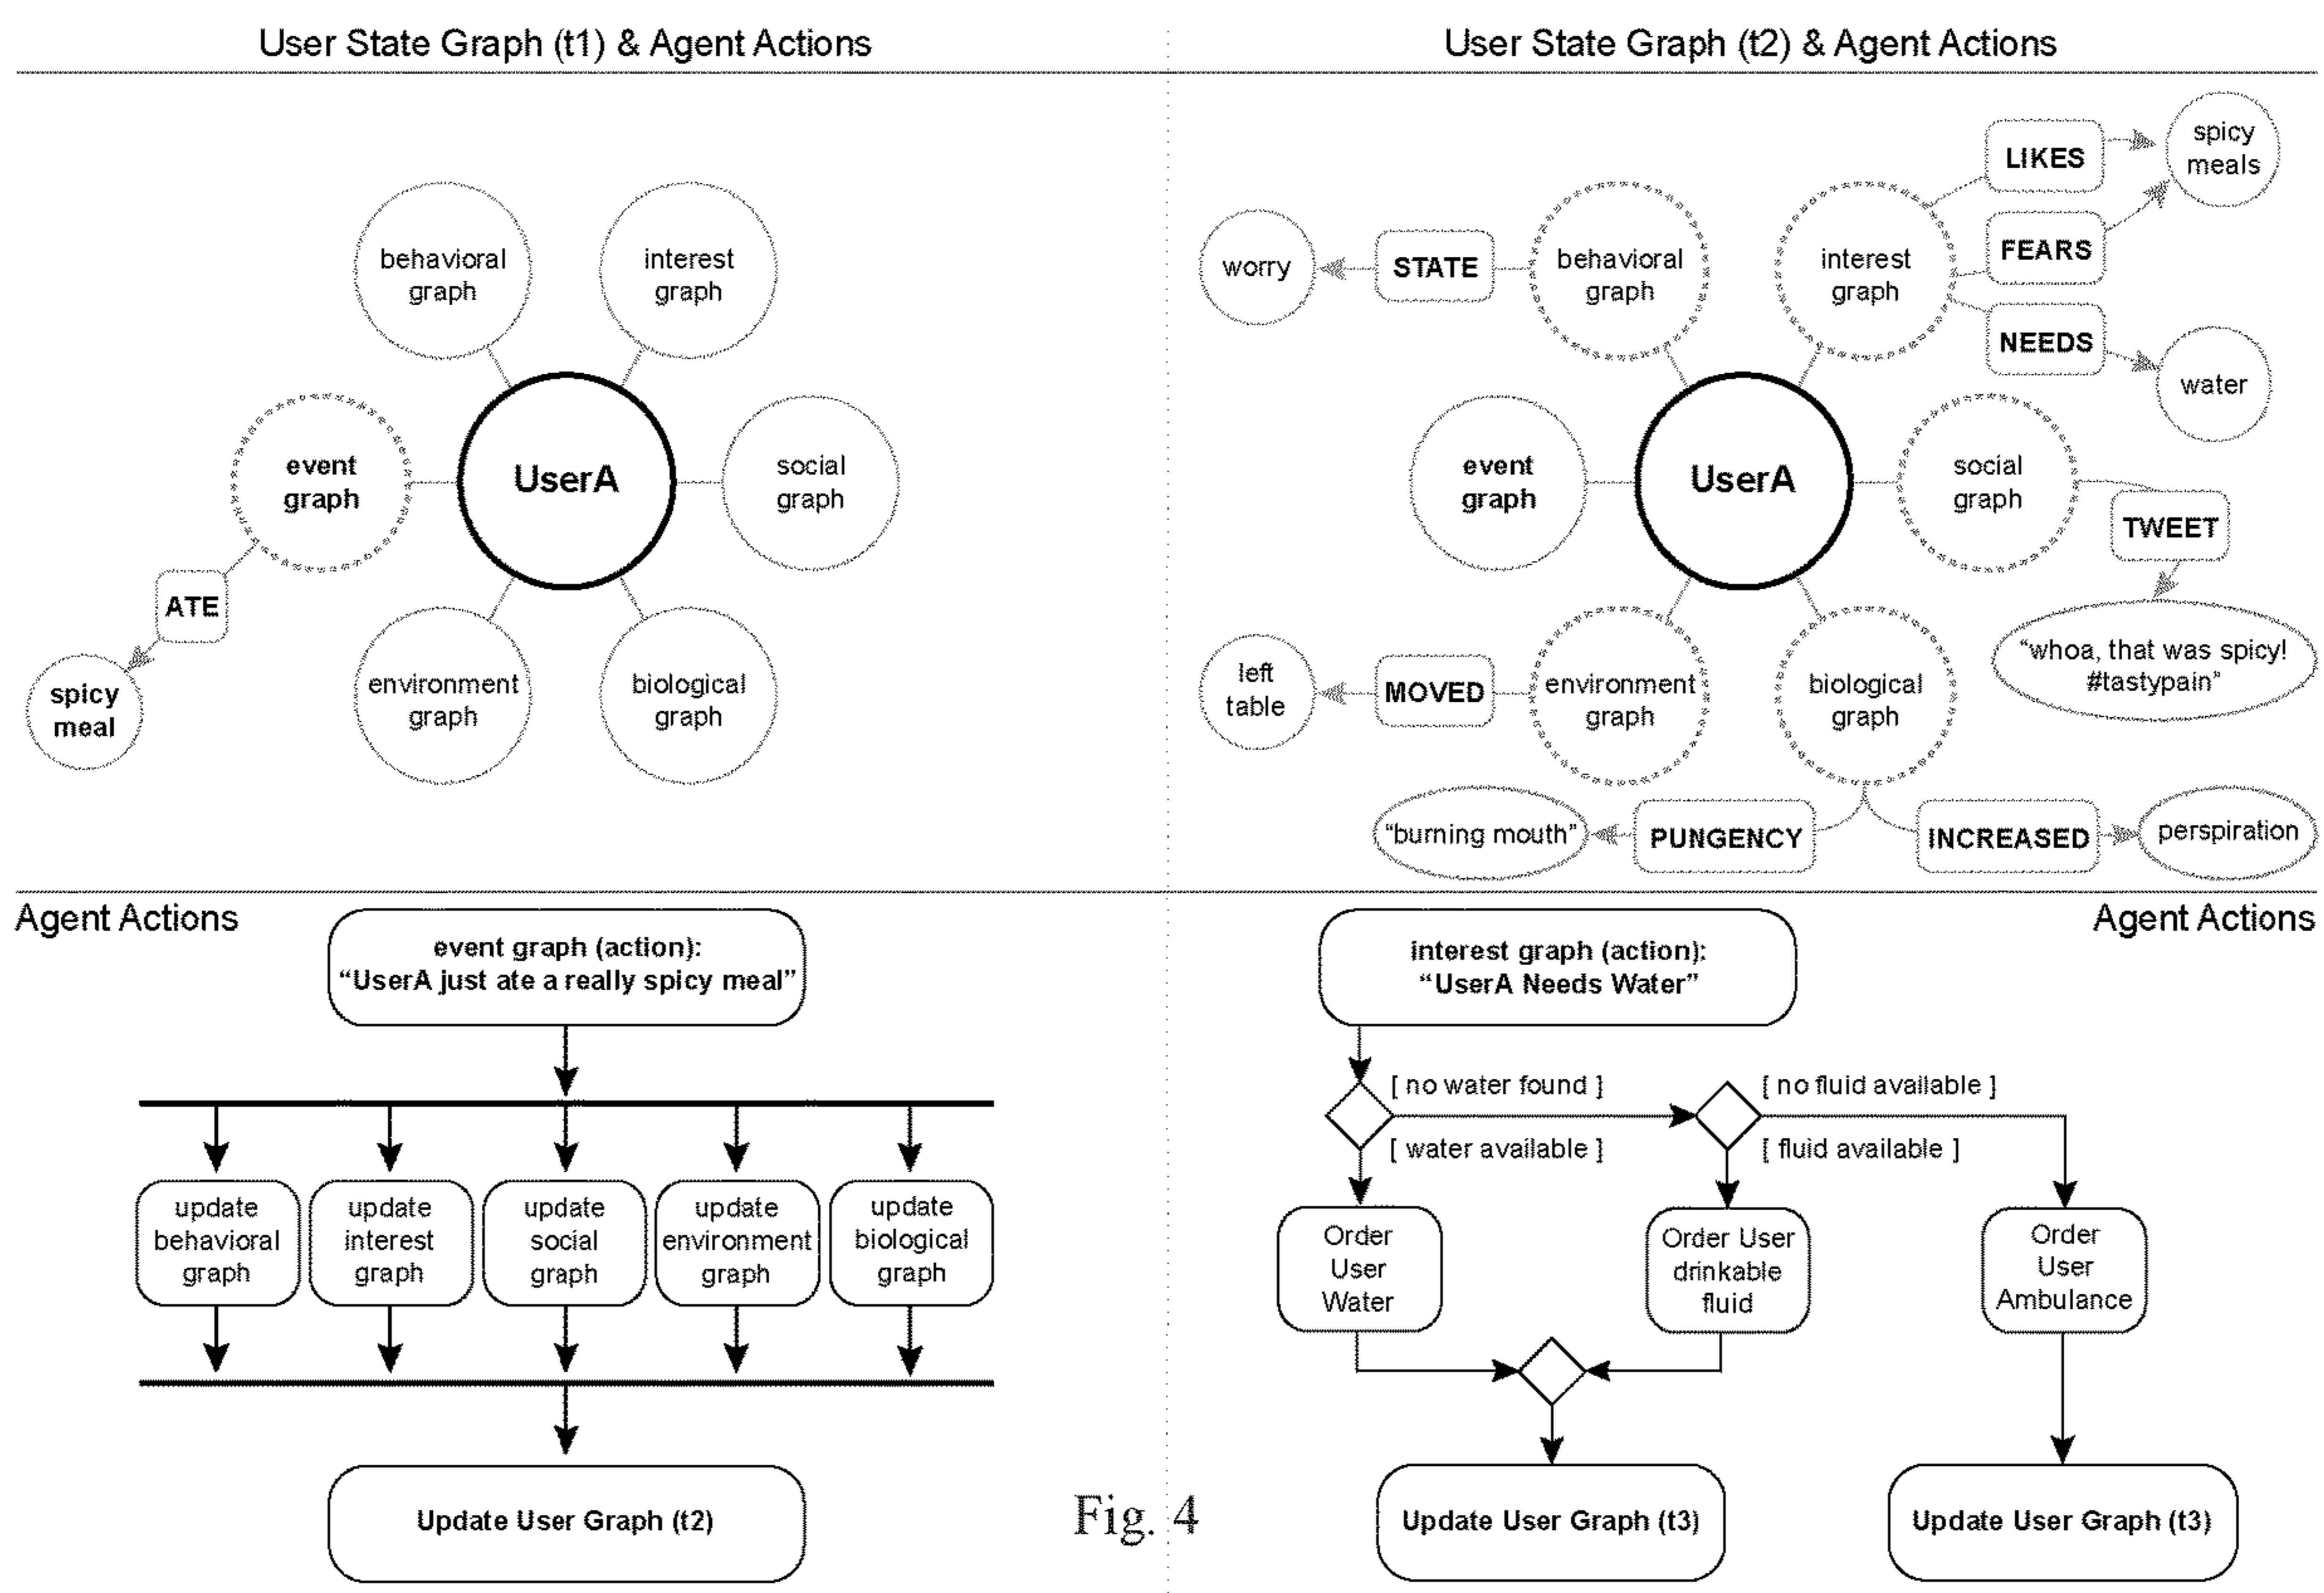 User State Graph (t1) & Agent Actions
behavioral
graph
interest
graph
event
graph
UserA
social
graph
ATE
spicy
meal
environment
graph
biological
graph
User State Graph (t2) & Agent Actions
LIKES
spicy
meals
FEARS
worry
STATE
behavioral
graph
interest
graph
NEEDS
water
event
graph
UserA
social
graph
TWEET
“whoa, that was spicy!
#tastypain”
left
table
MOVED
environment
graph
biological
graph
“burning mouth”
PUNGENCY
INCREASED
perspiration
Agent Actions
event graph (action):
“UserA just ate a really spicy meal”
update
behavioral
graph
update
interest
graph
update
social
graph
update
environment
graph
update
biological
graph
Update User Graph (t2)
Agent Actions
interest graph (action):
“UserA Needs Water”
[ no water found ]
[ no fluid available ]
[ water available ]
[ fluid available ]
Order
User
Water
Order User
drinkable
fluid
Order
User
Ambulance
Update User Graph (t3)
Update User Graph (t3)
Fig. 4